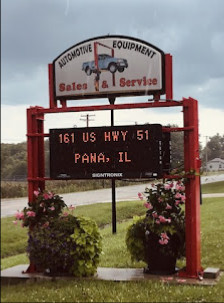 AUTOMOTIVE EQUIPMENT
Sales & Service
161 US HWY 51
PANA, IL
SIGNTRONIX